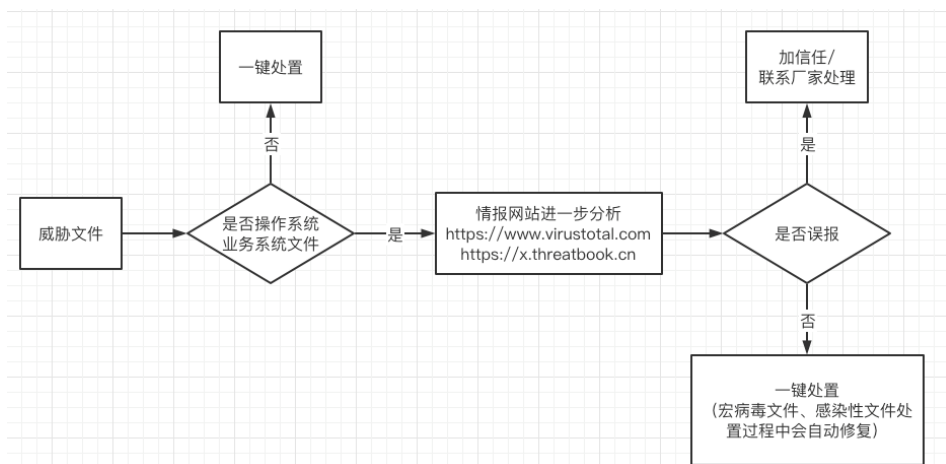 一键处置
加信任/
联系厂家处理
否
是
威胁文件
是否操作系统
业务系统文件
是
情报网站进一步分析
https://www.virustotal.com
https://x.threatbook.cn
是否误报
否
一键处置
（宏病毒文件、感染性文件处
置过程中会自动修复）